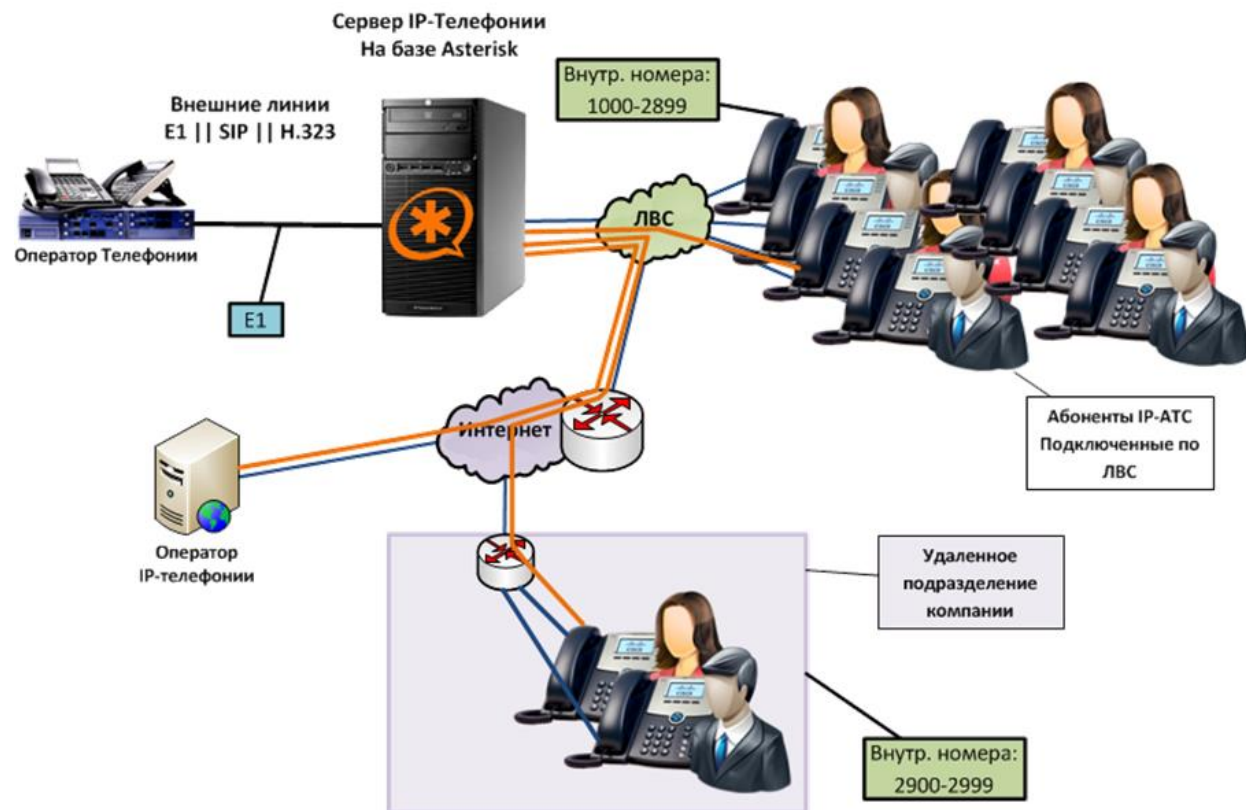 Сервер IP-Телефонии
На базе Asterisk
Внутр. номера:
1000-2899
Внешние линии
E1 || SIP || H.323
ЛВС
Оператор Телефонии
E1
Интернет
Абоненты IP-АТС
Подключенные по
ЛВС
Оператор
IP-телефонии
Удаленное
подразделение
компании
Внутр. номера:
2900-2999